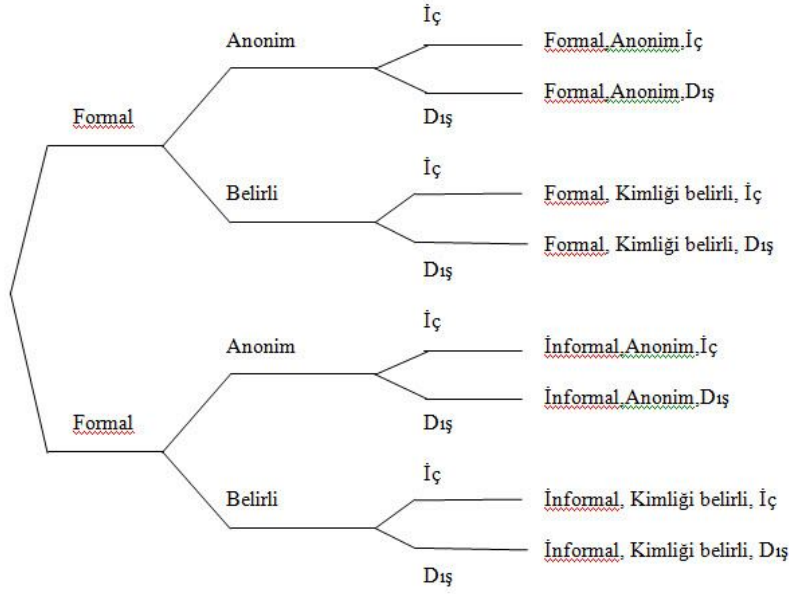 İç
Anonim
Formal,Anonim,İç
Formal,Anonim,Dış
Formal
Dış
İç
Belirli
Formal, Kimliği belirli, İç
Formal, Kimliği belirli, Dış
Dış
İç
Anonim
İnformal,Anonim,İç
İnformal,Anonim,Dış
Formal
Dış
İç
Belirli
İnformal, Kimliği belirli, İç
İnformal, Kimliği belirli, Dış
Dış